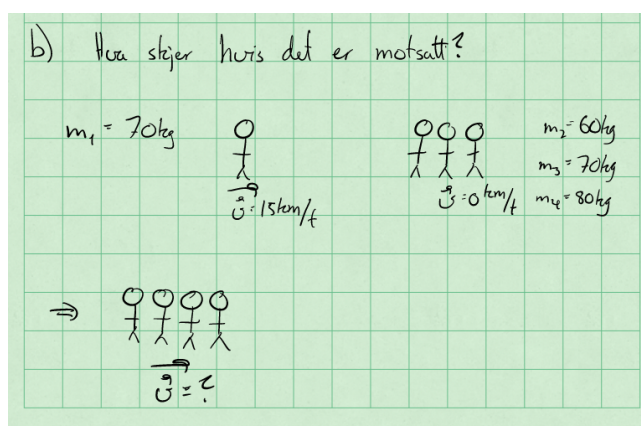 b) Hva skjer hvis det er motsatt?
m₁ = 70kg
m₂ = 60kg
m₃ = 70kg
= 15km/t
= 0 km/t
m₄ = 80kg
⇒
= ?